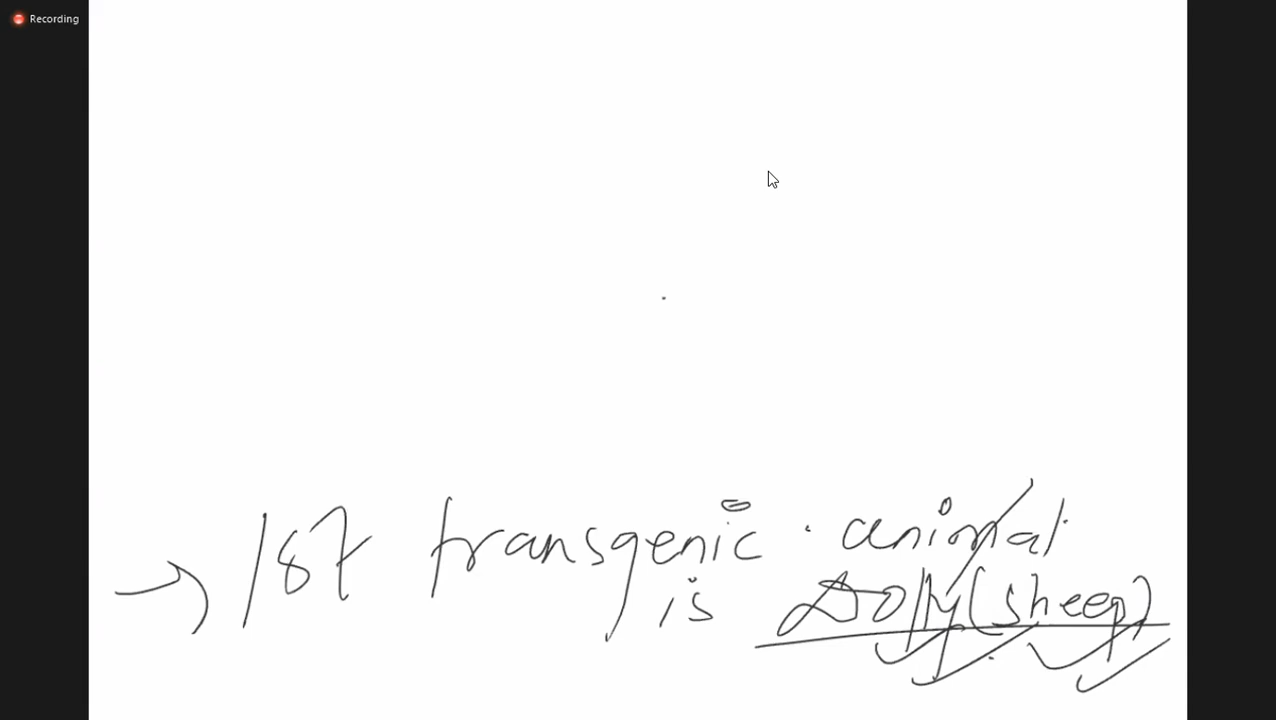 Recording
→ 1st transgenic animal
is Dolly (sheep)